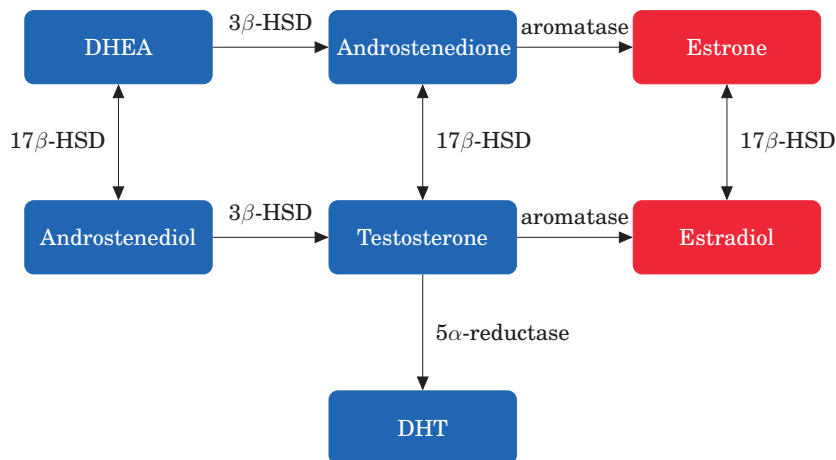 3β-HSD
aromatase
DHEA
Androstenedione
Estrone
17β-HSD
17β-HSD
17β-HSD
3β-HSD
aromatase
Androstenediol
Testosterone
Estradiol
5α-reductase
DHT